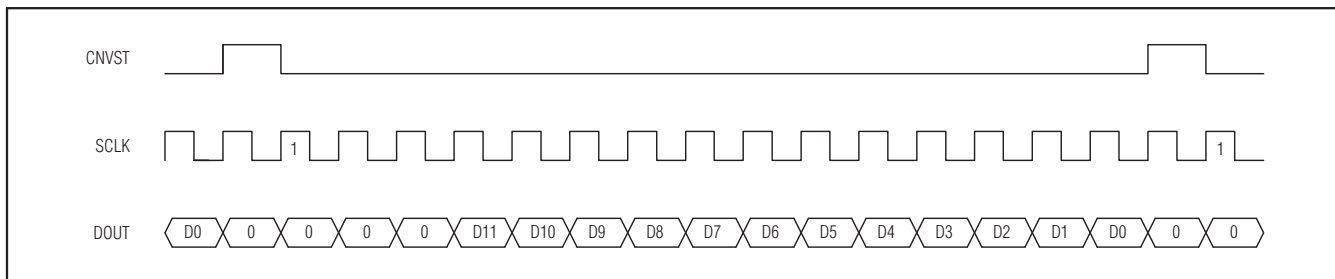 CNVST
SCLK 1 1
DOUT D0 0 0 0 0 D11 D10 D9 D8 D7 D6 D5 D4 D3 D2 D1 D0 0 0